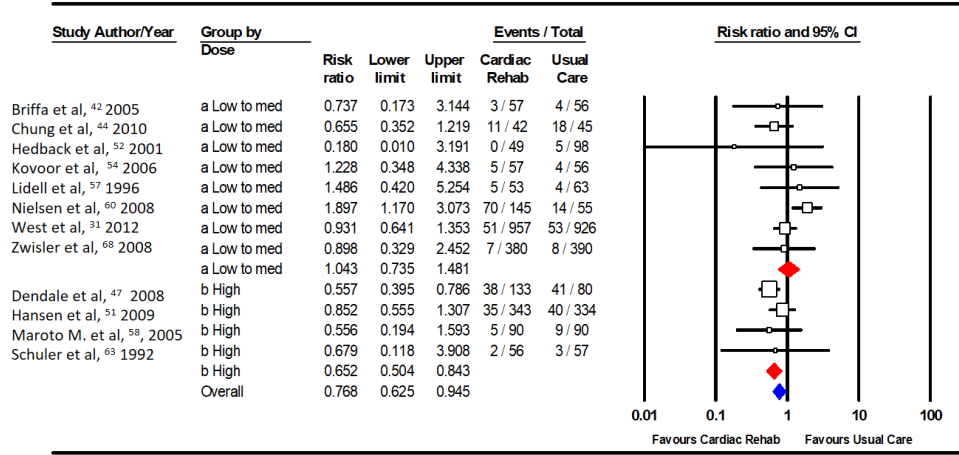 Study Author/Year Group by Dose Events / Total Risk ratio and 95% CI
Risk ratio Lower limit Upper limit Cardiac Rehab Usual Care
Briffa et al, 42 2005 a Low to med 0.737 0.173 3.144 3 / 57 4 / 56
Chung et al, 44 2010 a Low to med 0.655 0.352 1.219 11 / 42 18 / 45
Hedback et al, 52 2001 a Low to med 0.180 0.010 3.191 0 / 49 5 / 98
Kovoor et al, 54 2006 a Low to med 1.228 0.348 4.338 5 / 57 4 / 56
Lidell et al, 57 1996 a Low to med 1.486 0.420 5.254 5 / 53 4 / 63
Nielsen et al, 60 2008 a Low to med 1.897 1.170 3.073 70 / 145 14 / 55
West et al, 31 2012 a Low to med 0.931 0.641 1.353 51 / 957 53 / 926
Zwisler et al, 68 2008 a Low to med 0.898 0.329 2.452 7 / 380 8 / 390
a Low to med 1.043 0.735 1.481
Dendale et al, 47 2008 b High 0.557 0.395 0.786 38 / 133 41 / 80
Hansen et al, 51 2009 b High 0.852 0.555 1.307 35 / 343 40 / 334
Maroto M. et al, 58, 2005 b High 0.556 0.194 1.593 5 / 90 9 / 90
Schuler et al, 63 1992 b High 0.679 0.118 3.908 2 / 56 3 / 57
b High 0.652 0.504 0.843
Overall 0.768 0.625 0.945
0.01 0.1 1 10 100
Favours Cardiac Rehab Favours Usual Care